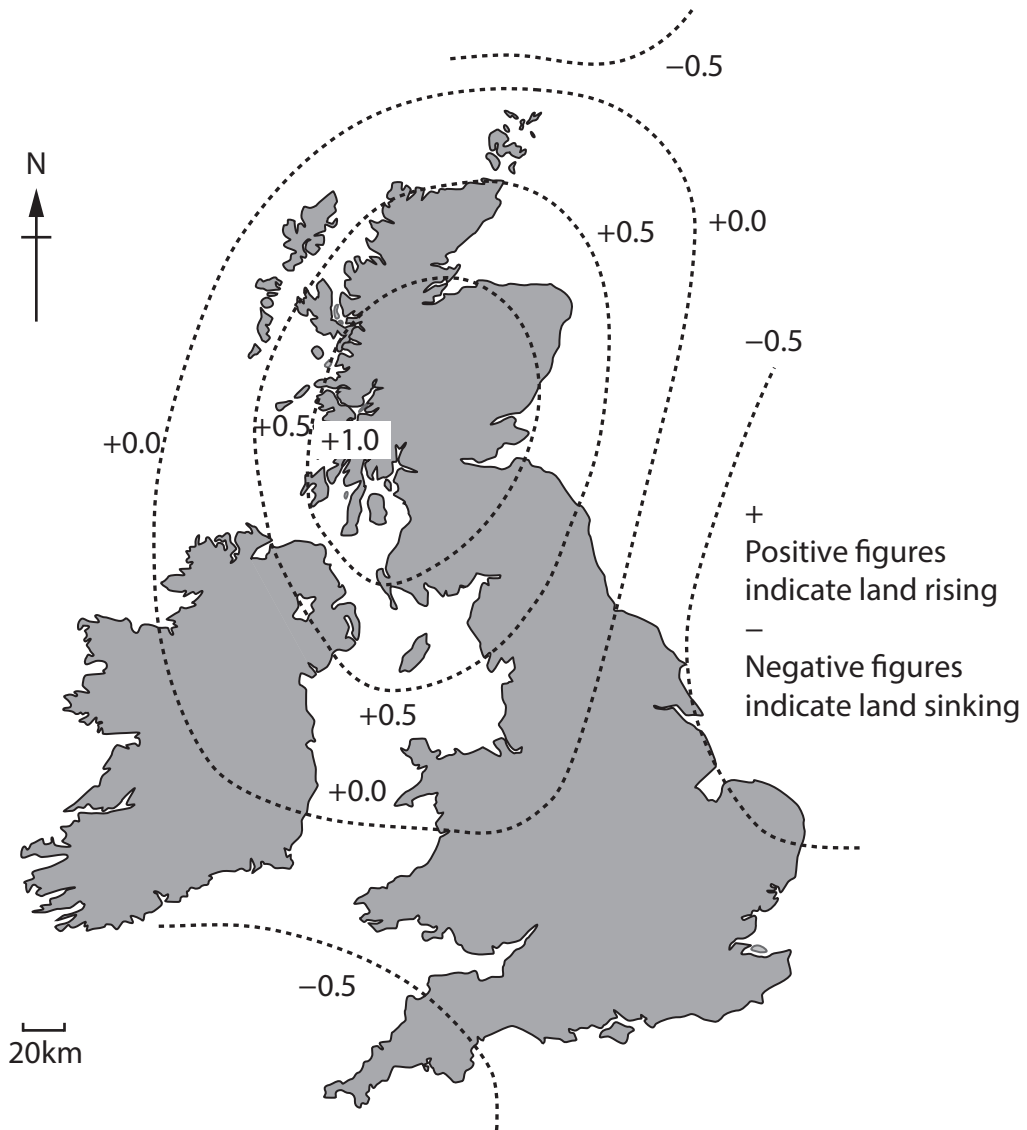 −0.5
N
+0.5
+0.0
−0.5
+0.0
+0.5
+1.0
+
Positive figures
indicate land rising
−
Negative figures
indicate land sinking
+0.5
+0.0
−0.5
20km